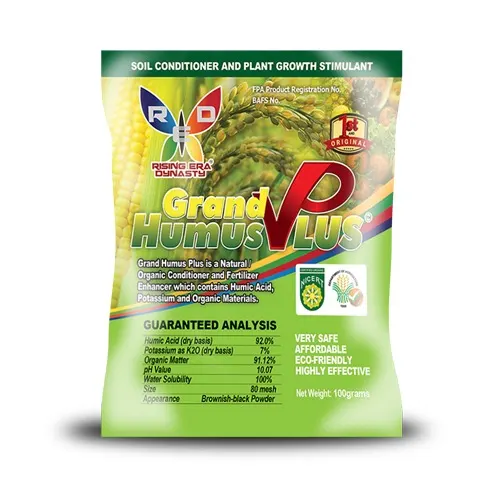 SOIL CONDITIONER AND PLANT GROWTH STIMULANT
FPA Product Registration No.
BAFS No.
RED
RISING ERA
DYNASTY
1st
ORIGINAL
Grand
Humus PLUS
Grand Humus Plus is a Natural
Organic Conditioner and Fertilizer
Enhancer which contains Humic Acid,
Potassium and Organic Materials.
NICERT
GUARANTEED ANALYSIS
Humic Acid (dry basis) 92.0%
Potassium as K2O (dry basis) 7%
Organic Matter 91.12%
pH Value 10.07
Water Solubility 100%
Size 80 mesh
Appearance Brownish-black Powder
VERY SAFE
AFFORDABLE
ECO-FRIENDLY
HIGHLY EFFECTIVE
Net Weight: 100grams